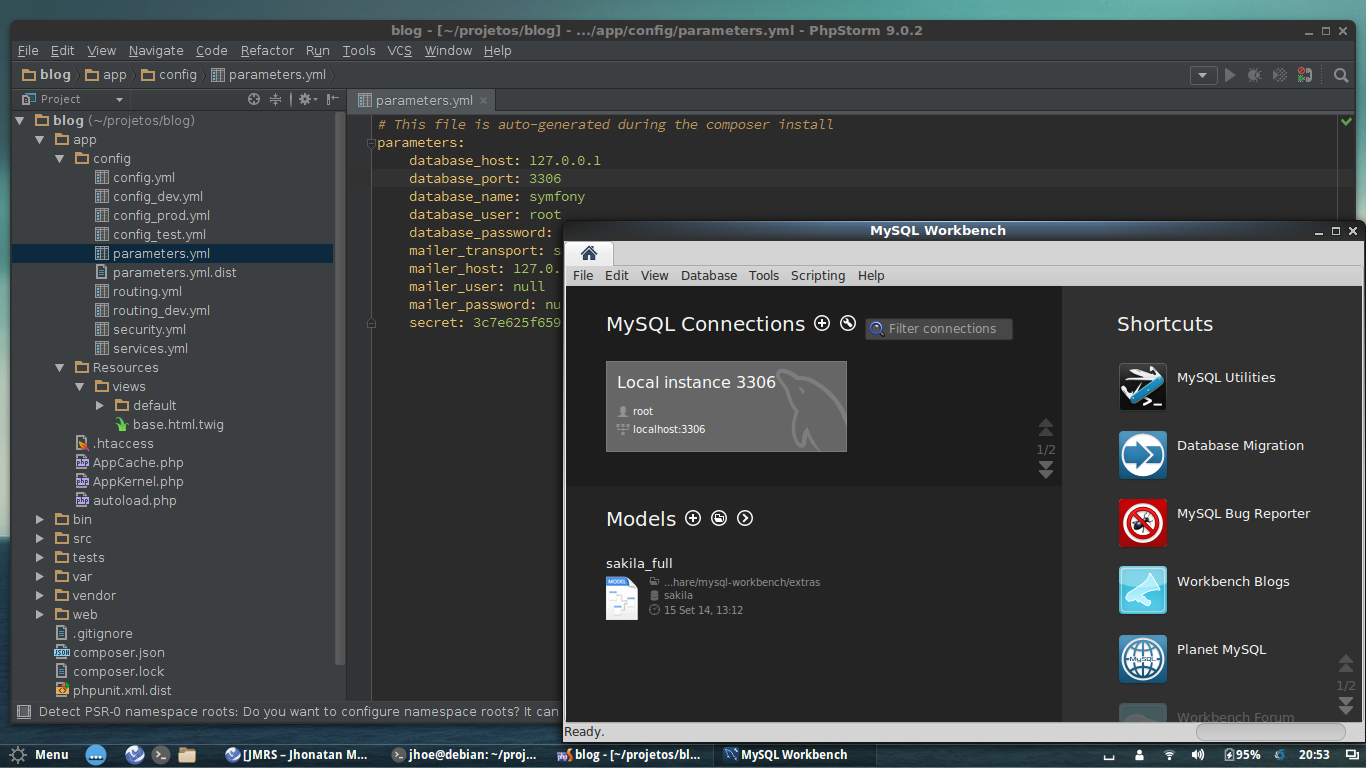 blog - [~/projetos/blog] - .../app/config/parameters.yml - PhpStorm 9.0.2
File Edit View Navigate Code Refactor Run Tools VCS Window Help
blog app config parameters.yml
Project
parameters.yml
blog (~/projetos/blog)
app
config
config.yml
config_dev.yml
config_prod.yml
config_test.yml
parameters.yml
parameters.yml.dist
routing.yml
routing_dev.yml
security.yml
services.yml
Resources
views
default
base.html.twig
.htaccess
AppCache.php
AppKernel.php
autoload.php
bin
src
tests
var
vendor
web
.gitignore
composer.json
composer.lock
phpunit.xml.dist
# This file is auto-generated during the composer install
parameters:
database_host: 127.0.0.1
database_port: 3306
database_name: symfony
database_user: root
database_password:
mailer_transport: s
mailer_host: 127.0.
mailer_user: null
mailer_password: nu
secret: 3c7e625f659
Detect PSR-0 namespace roots: Do you want to configure namespace roots? It can
MySQL Workbench
File Edit View Database Tools Scripting Help
MySQL Connections
Filter connections
Local instance 3306
root
localhost:3306
1/2
Models
sakila_full
MODEL
...hare/mysql-workbench/extras
sakila
15 Set 14, 13:12
Shortcuts
MySQL Utilities
Database Migration
MySQL Bug Reporter
Workbench Blogs
Planet MySQL
MySQL
1/2
Workbench Forum
Ready.
Menu
[JMRS – Jhonatan M...
jhoe@debian: ~/proj...
blog - [~/projetos/bl...
MySQL Workbench
95%
20:53